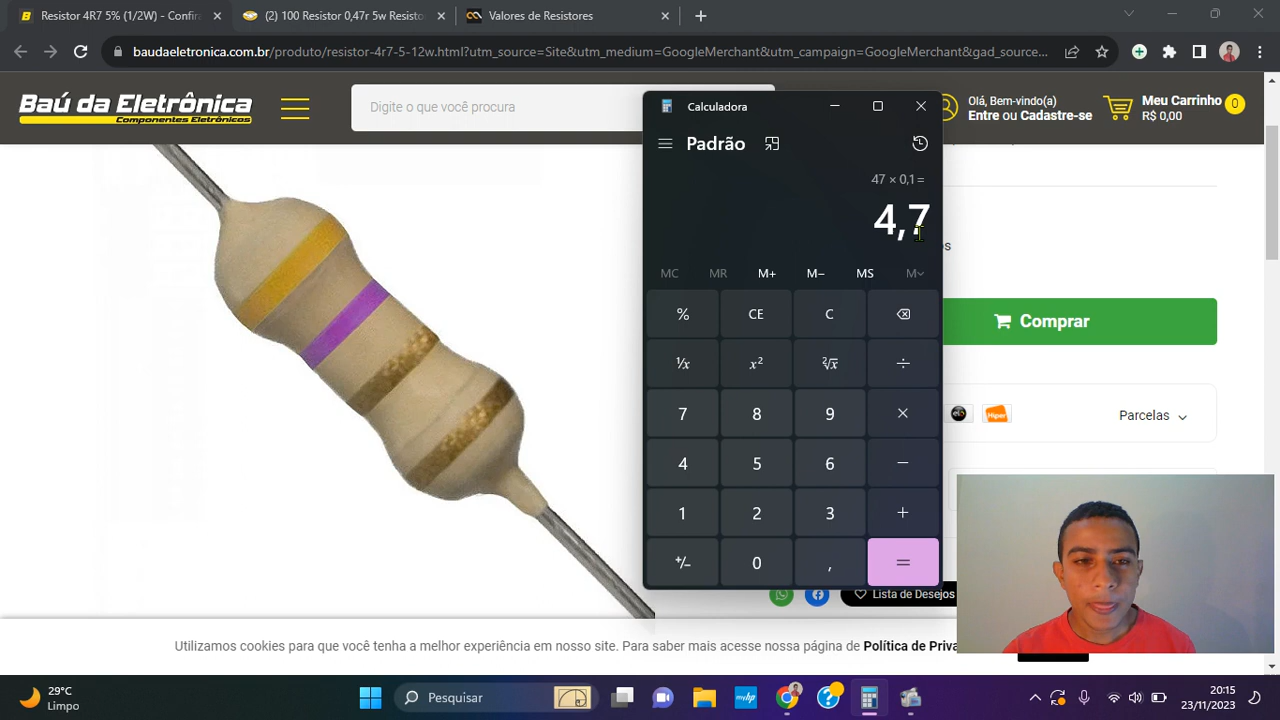 Resistor 4R7 5% (1/2W) - Confira
(2) 100 Resistor 0,47r 5w Resisto
Valores de Resistores
baudaeletronica.com.br/produto/resistor-4r7-5-12w.html?utm_source=Site&utm_medium=GoogleMerchant&utm_campaign=GoogleMerchant&gad_source...
Baú da Eletrônica
Componentes Eletrônicos
Digite o que você procura
Olá, Bem-vindo(a)
Entre ou Cadastre-se
Meu Carrinho
R$ 0,00
0
Calculadora
Padrão
47 × 0,1 =
4,7
os
MC MR M+ M− MS M
% CE C
¹/x x² ²√x ÷
7 8 9 ×
4 5 6 −
1 2 3 +
+/− 0 , =
Comprar
elo
Hiper
Parcelas
Lista de Desejos
Utilizamos cookies para que você tenha a melhor experiência em nosso site. Para saber mais acesse nossa página de Política de Priva
29°C
Limpo
Pesquisar
hp
20:15
23/11/2023